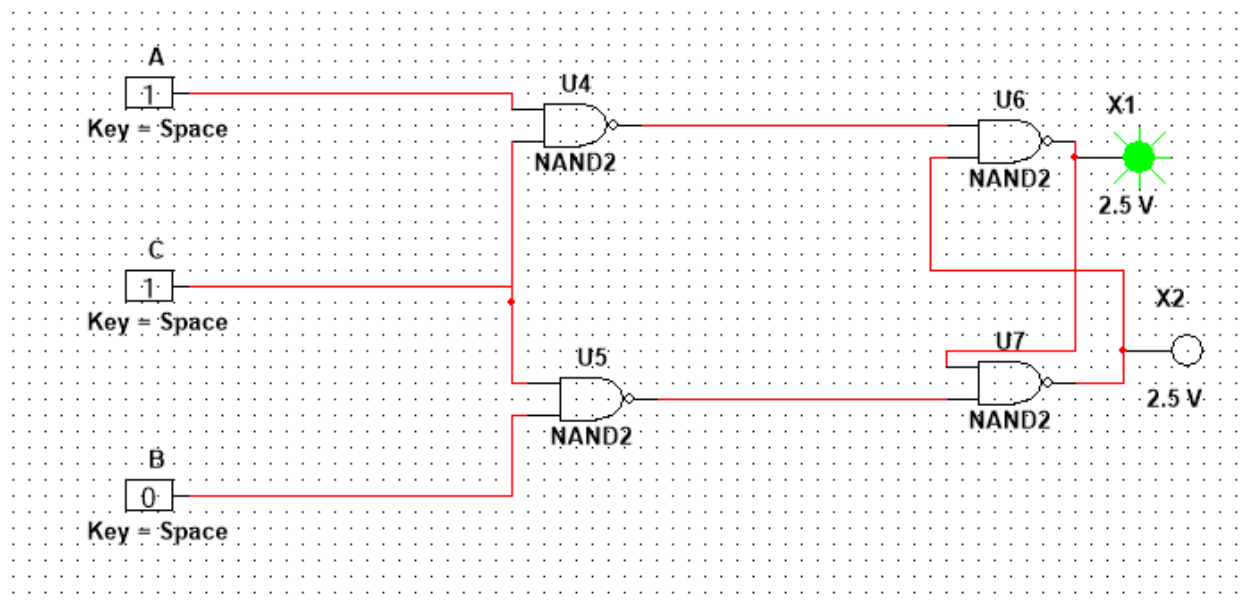 A
1
Key = Space
U4
NAND2
U6
NAND2
X1
2.5 V
C
1
Key = Space
X2
2.5 V
U5
NAND2
U7
NAND2
B
0
Key = Space